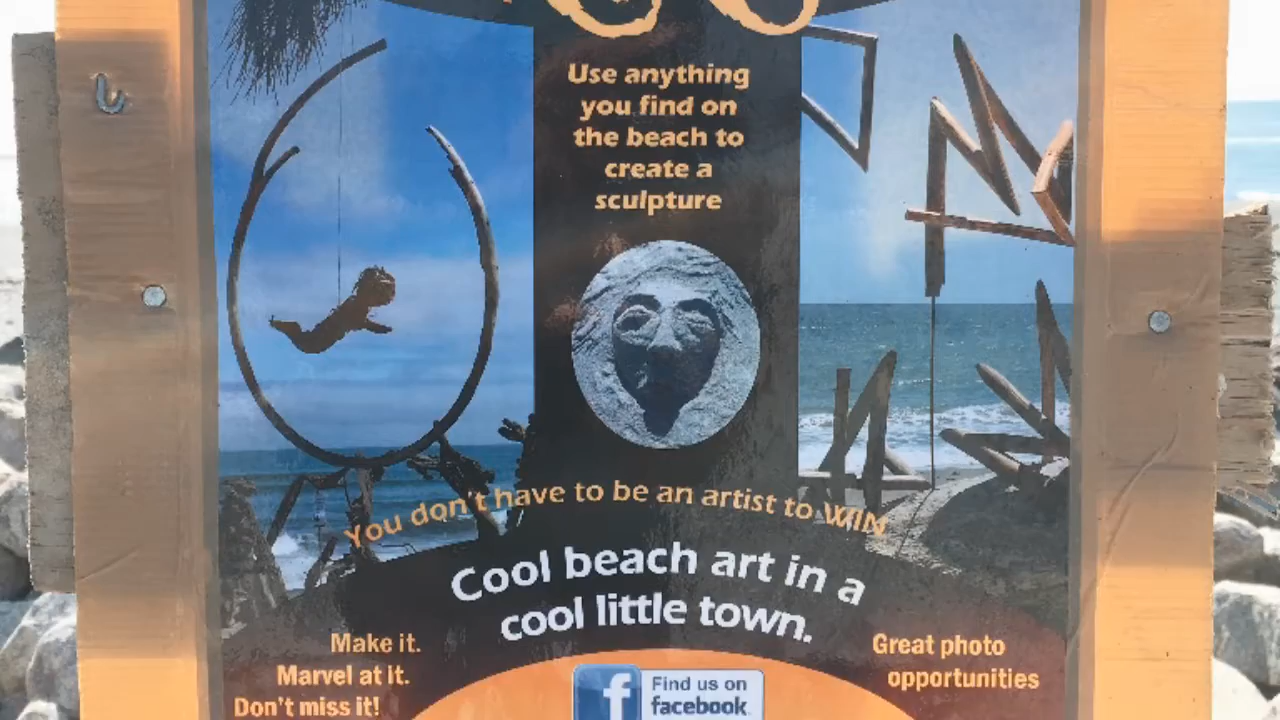 Use anything
you find on
the beach to
create a
sculpture
You don't have to be an artist to WIN
Cool beach art in a
cool little town.
Make it.
Marvel at it.
Don't miss it!
Great photo
opportunities
f Find us on
facebook